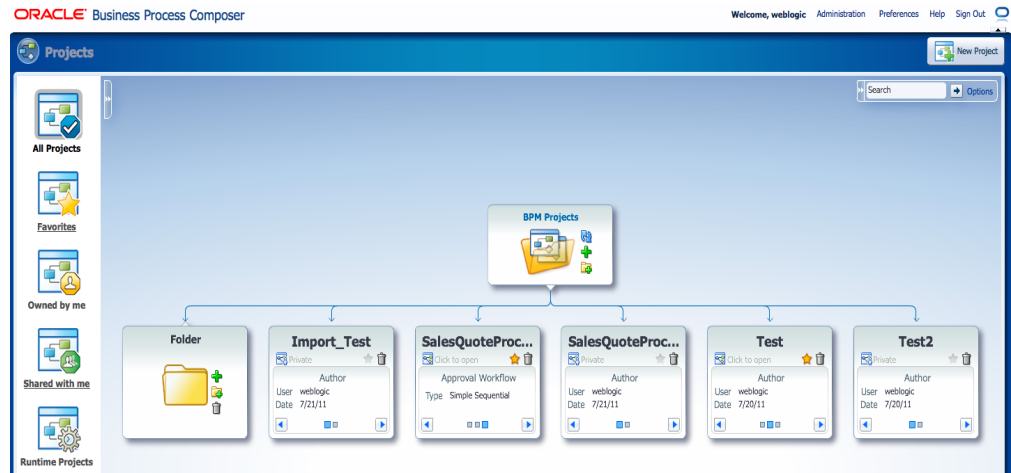 ORACLE Business Process Composer
Welcome, weblogic Administration Preferences Help Sign Out
Projects
New Project
Search
Options
All Projects
Favorites
Owned by me
Shared with me
Runtime Projects
BPM Projects
Folder
Import_Test
Private
Author
User weblogic
Date 7/21/11
SalesQuoteProc...
Click to open
Approval Workflow
Type Simple Sequential
SalesQuoteProc...
Private
Author
User weblogic
Date 7/21/11
Test
Click to open
Author
User weblogic
Date 7/20/11
Test2
Private
Author
User weblogic
Date 7/20/11